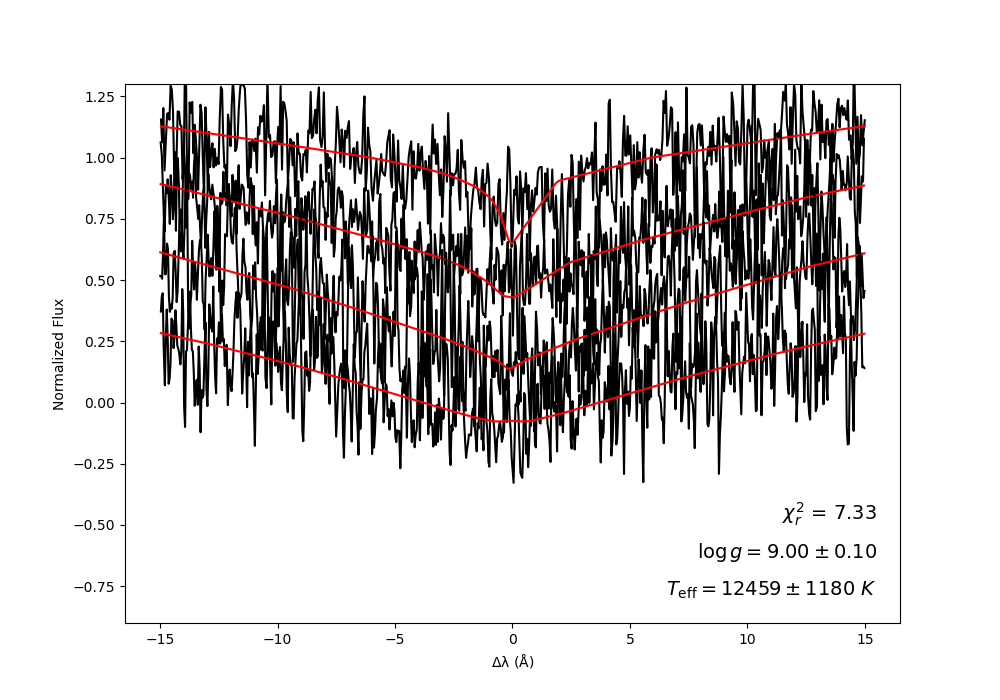 1.25
1.00
0.75
0.50
0.25
0.00
−0.25
−0.50
−0.75
Normalized Flux
χ²ᵣ = 7.33
log g = 9.00 ± 0.10
T_eff = 12459 ± 1180 K
−15 −10 −5 0 5 10 15
Δλ (Å)